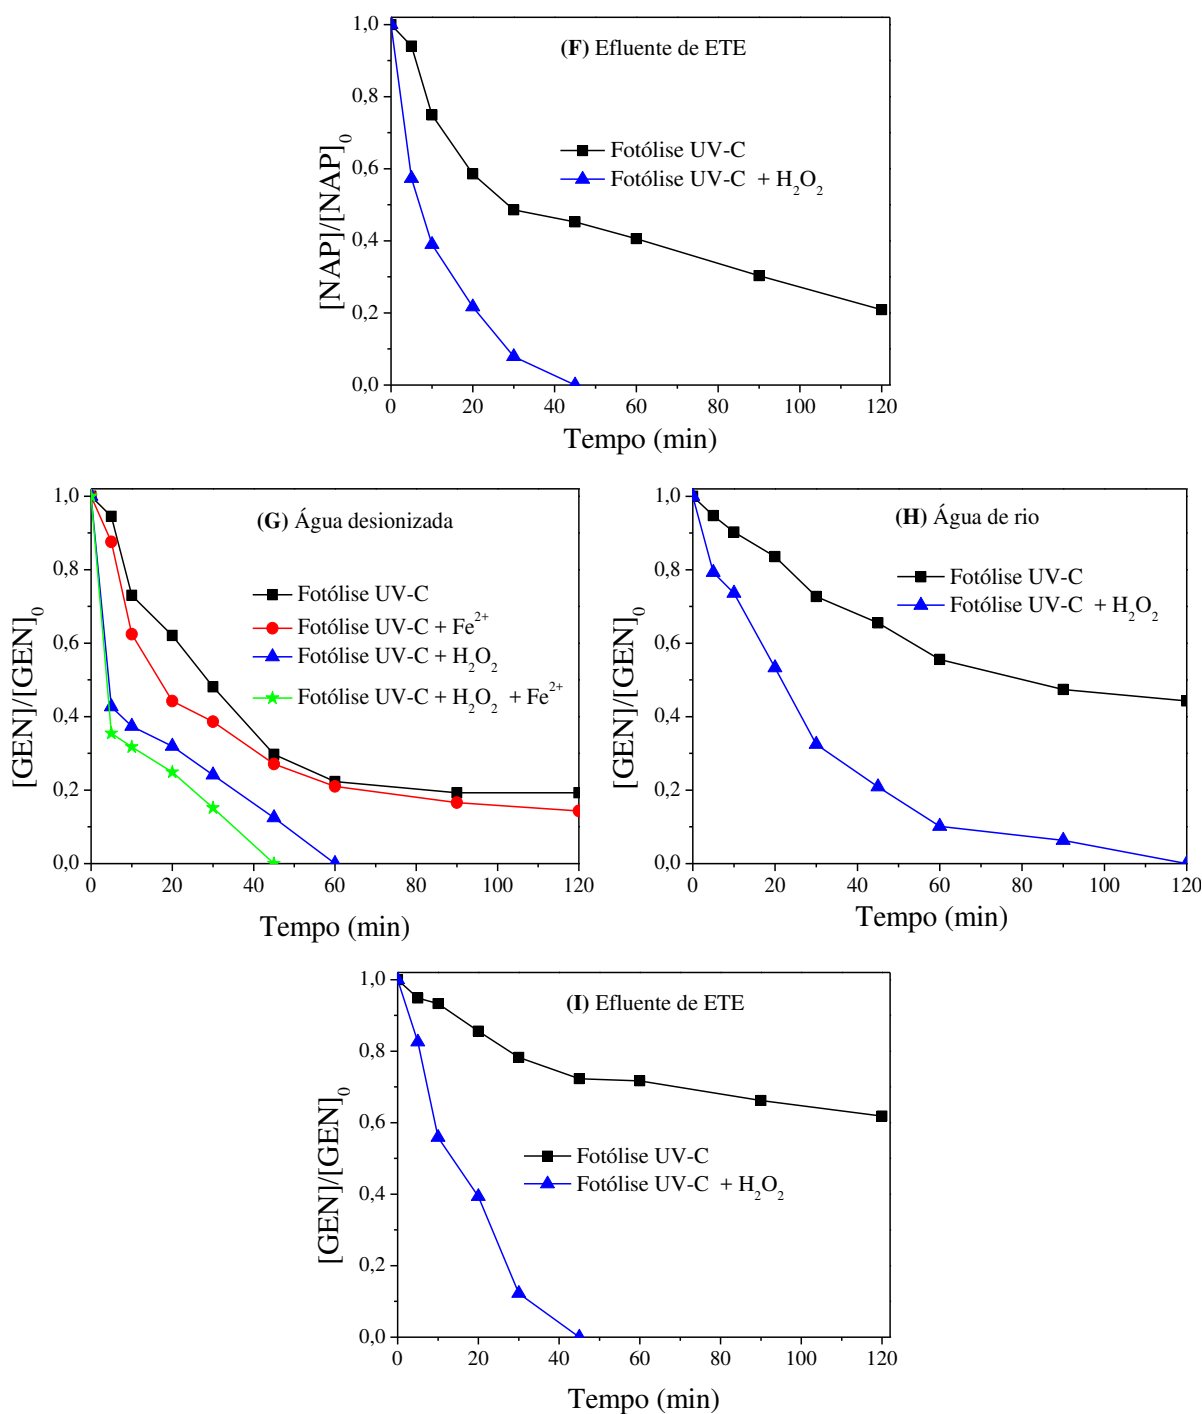 (F) Efluente de ETE
Fotólise UV-C
Fotólise UV-C + H₂O₂
[NAP]/[NAP]₀
1,0
0,8
0,6
0,4
0,2
0,0
0 20 40 60 80 100 120
Tempo (min)
(G) Água desionizada
Fotólise UV-C
Fotólise UV-C + Fe²⁺
Fotólise UV-C + H₂O₂
Fotólise UV-C + H₂O₂ + Fe²⁺
[GEN]/[GEN]₀
1,0
0,8
0,6
0,4
0,2
0,0
0 20 40 60 80 100 120
Tempo (min)
(H) Água de rio
Fotólise UV-C
Fotólise UV-C + H₂O₂
[GEN]/[GEN]₀
1,0
0,8
0,6
0,4
0,2
0,0
0 20 40 60 80 100 120
Tempo (min)
(I) Efluente de ETE
Fotólise UV-C
Fotólise UV-C + H₂O₂
[GEN]/[GEN]₀
1,0
0,8
0,6
0,4
0,2
0,0
0 20 40 60 80 100 120
Tempo (min)